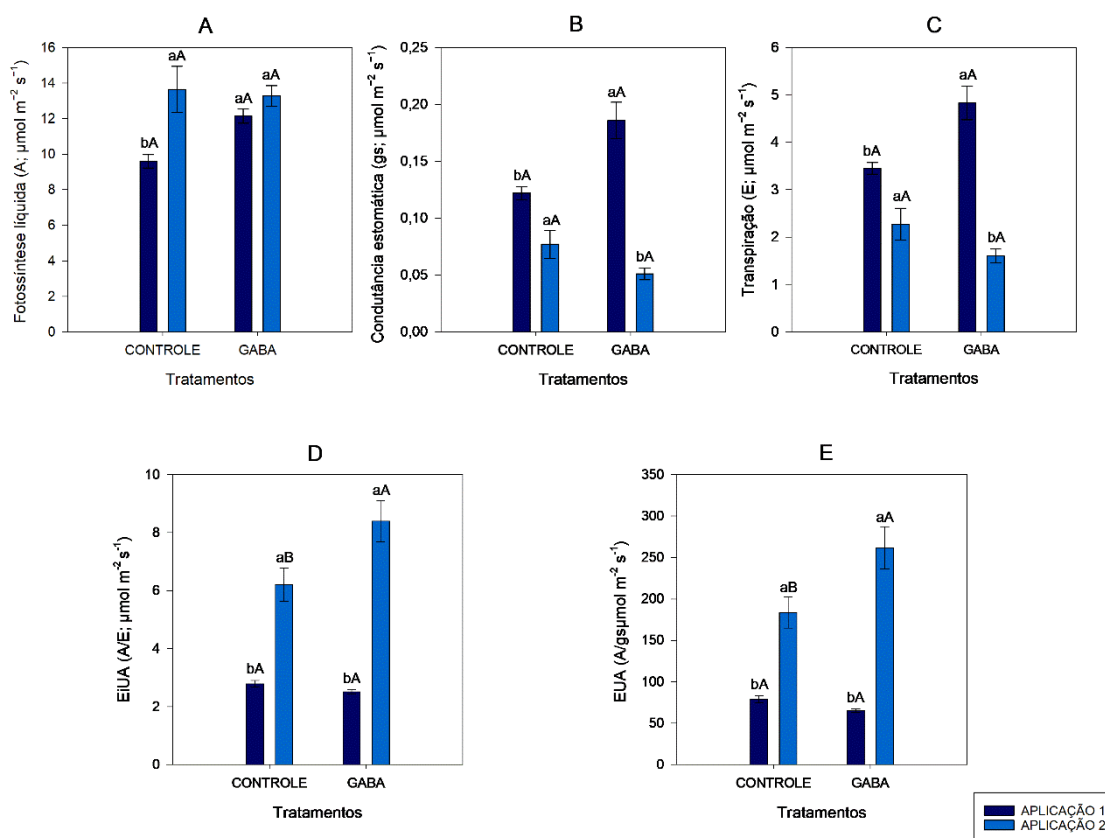 A
Fotossíntese líquida (A; µmol m⁻² s⁻¹)
16
14
12
10
8
6
4
2
0
bA
aA
aA
aA
CONTROLE
GABA
Tratamentos
B
Condutância estomática (gs; µmol m⁻² s⁻¹)
0,25
0,20
0,15
0,10
0,05
0,00
bA
aA
aA
bA
CONTROLE
GABA
Tratamentos
C
Transpiração (E; µmol m⁻² s⁻¹)
6
5
4
3
2
1
0
bA
aA
aA
bA
CONTROLE
GABA
Tratamentos
D
EiUA (A/E; µmol m⁻² s⁻¹)
10
8
6
4
2
0
bA
aB
bA
aA
CONTROLE
GABA
Tratamentos
E
EUA (A/gsµmol m⁻² s⁻¹)
350
300
250
200
150
100
50
0
bA
aB
bA
aA
CONTROLE
GABA
Tratamentos
APLICAÇÃO 1
APLICAÇÃO 2